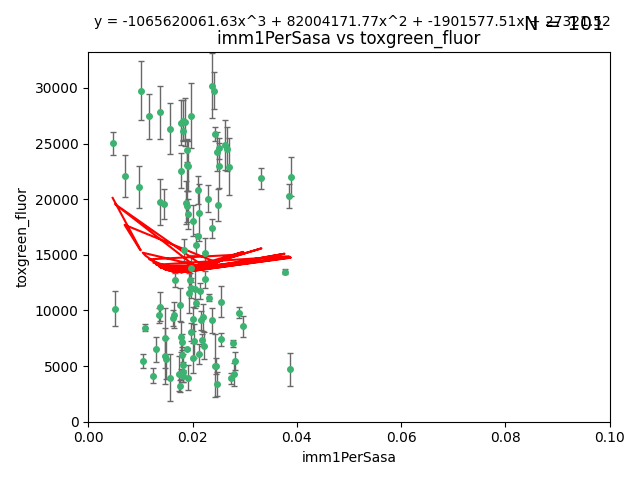 y = -1065620061.63x^3 + 82004171.77x^2 + -1901577.51x + 27321.52
N = 101
imm1PerSasa vs toxgreen_fluor
toxgreen_fluor
30000
25000
20000
15000
10000
5000
0
0.00 0.02 0.04 0.06 0.08 0.10
imm1PerSasa